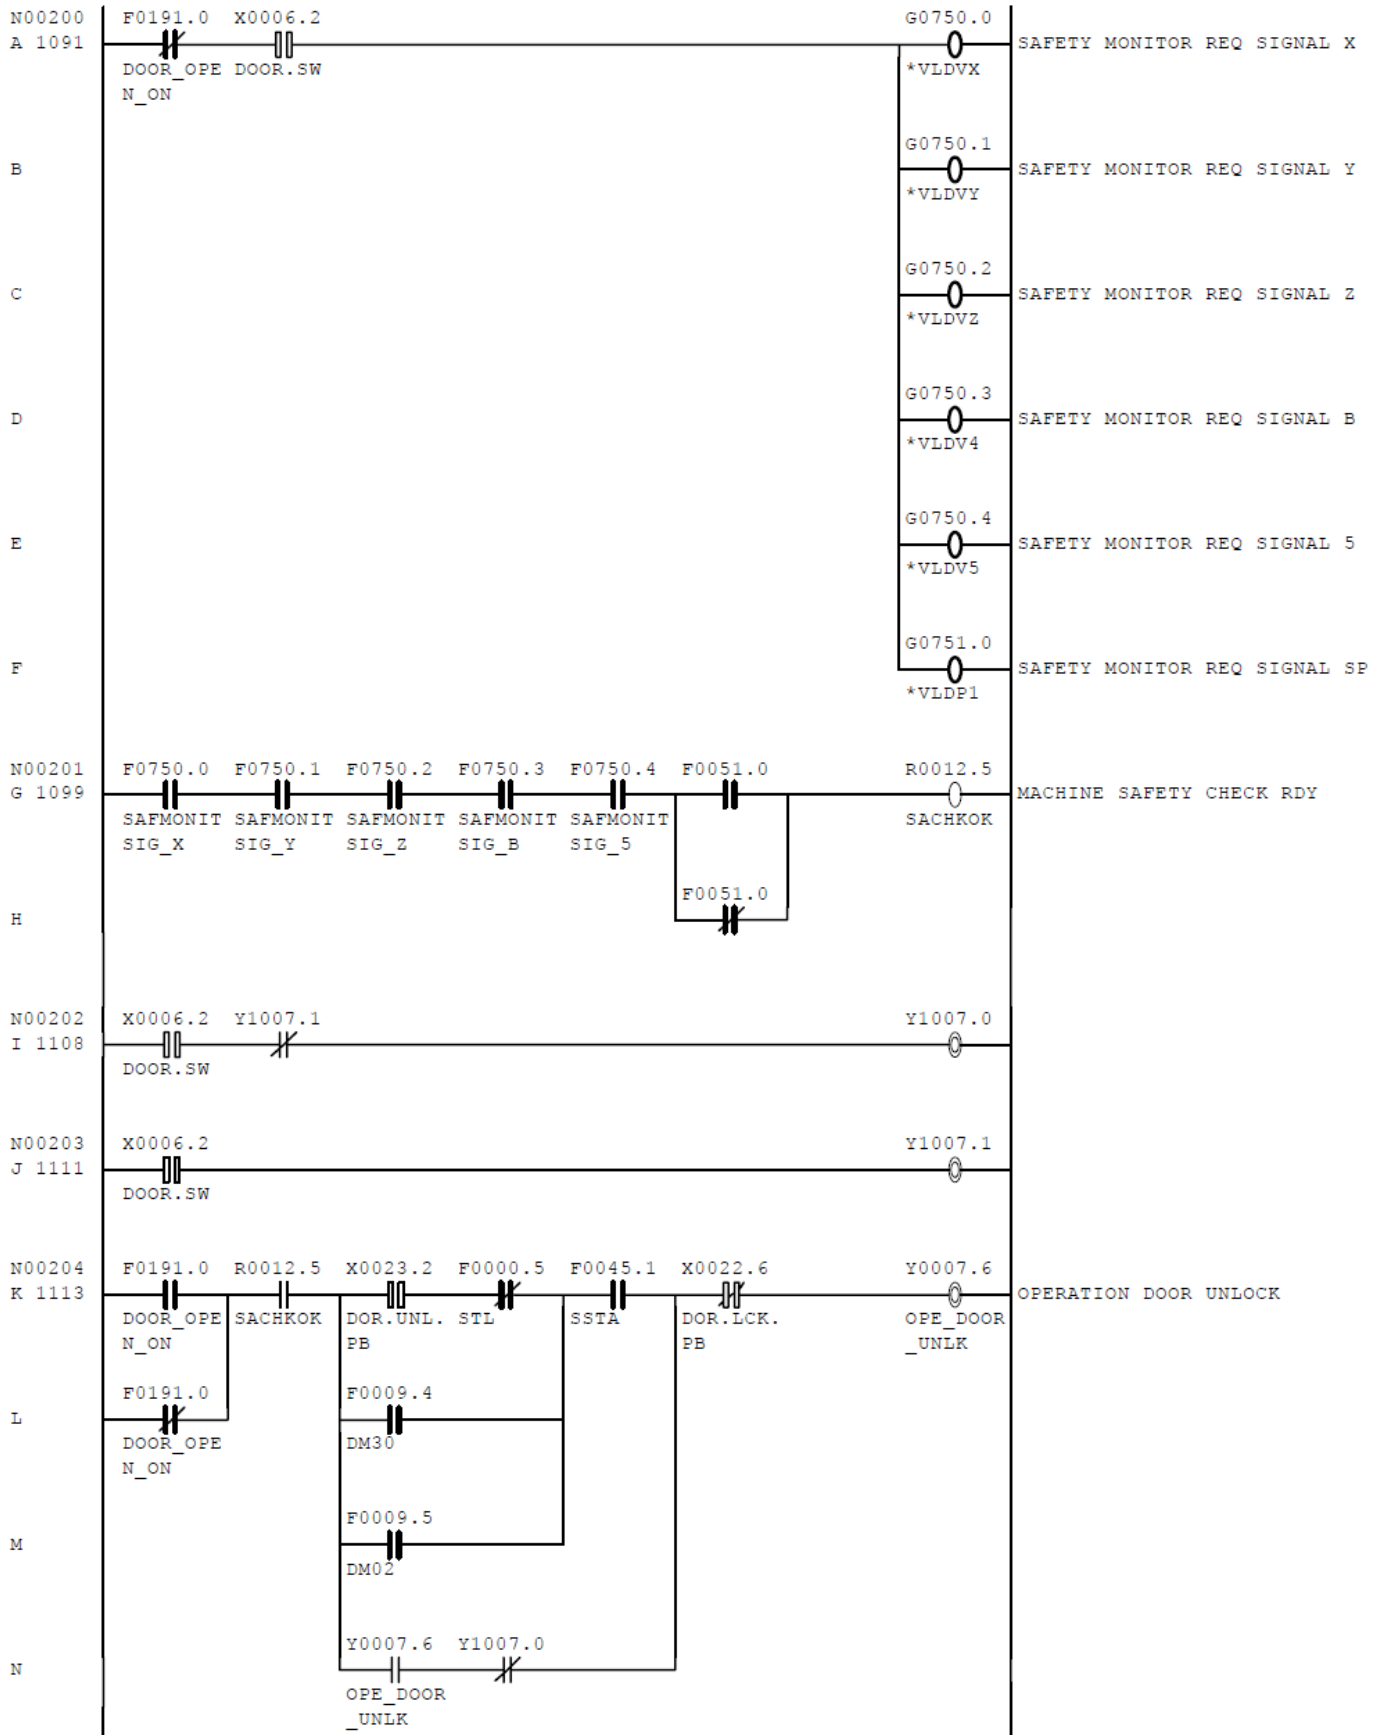 N00200 F0191.0 X0006.2 G0750.0
A 1091 SAFETY MONITOR REQ SIGNAL X
DOOR_OPE DOOR.SW *VLDVX
N_ON
G0750.1
B SAFETY MONITOR REQ SIGNAL Y
*VLDVY
G0750.2
C SAFETY MONITOR REQ SIGNAL Z
*VLDVZ
G0750.3
D SAFETY MONITOR REQ SIGNAL B
*VLDV4
G0750.4
E SAFETY MONITOR REQ SIGNAL 5
*VLDV5
G0751.0
F SAFETY MONITOR REQ SIGNAL SP
*VLDP1
N00201 F0750.0 F0750.1 F0750.2 F0750.3 F0750.4 F0051.0 R0012.5
G 1099 MACHINE SAFETY CHECK RDY
SAFMONIT SAFMONIT SAFMONIT SAFMONIT SAFMONIT SACHKOK
SIG_X SIG_Y SIG_Z SIG_B SIG_5
F0051.0
H
N00202 X0006.2 Y1007.1 Y1007.0
I 1108
DOOR.SW
N00203 X0006.2 Y1007.1
J 1111
DOOR.SW
N00204 F0191.0 R0012.5 X0023.2 F0000.5 F0045.1 X0022.6 Y0007.6
K 1113 OPERATION DOOR UNLOCK
DOOR_OPE SACHKOK DOR.UNL. STL SSTA DOR.LCK. OPE_DOOR
N_ON PB PB _UNLK
F0191.0 F0009.4
L
DOOR_OPE DM30
N_ON
F0009.5
M
DM02
Y0007.6 Y1007.0
N
OPE_DOOR
_UNLK